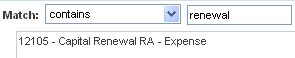 Match: contains renewal
12105 - Capital Renewal RA - Expense